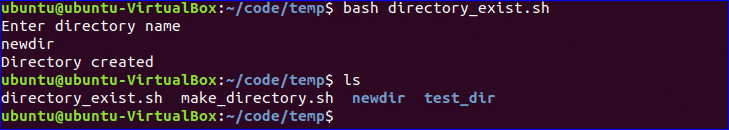 ubuntu@ubuntu-VirtualBox:~/code/temp$ bash directory_exist.sh
Enter directory name
newdir
Directory created
ubuntu@ubuntu-VirtualBox:~/code/temp$ ls
directory_exist.sh  make_directory.sh  newdir  test_dir
ubuntu@ubuntu-VirtualBox:~/code/temp$